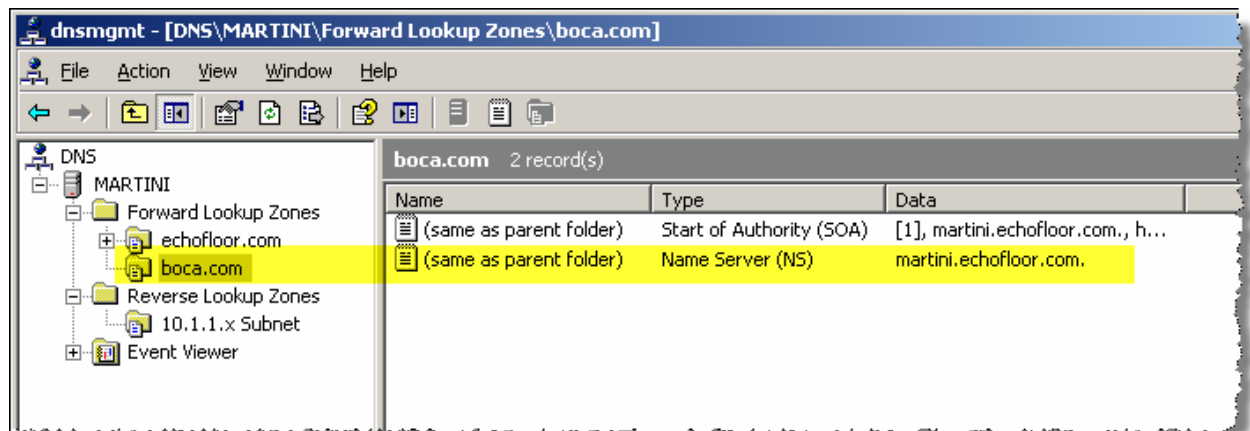 dnsmgmt - [DNS\MARTINI\Forward Lookup Zones\boca.com]
File Action View Window Help
DNS
MARTINI
Forward Lookup Zones
echofloor.com
boca.com
Reverse Lookup Zones
10.1.1.x Subnet
Event Viewer
boca.com 2 record(s)
Name Type Data
(same as parent folder) Start of Authority (SOA) [1], martini.echofloor.com., h...
(same as parent folder) Name Server (NS) martini.echofloor.com.